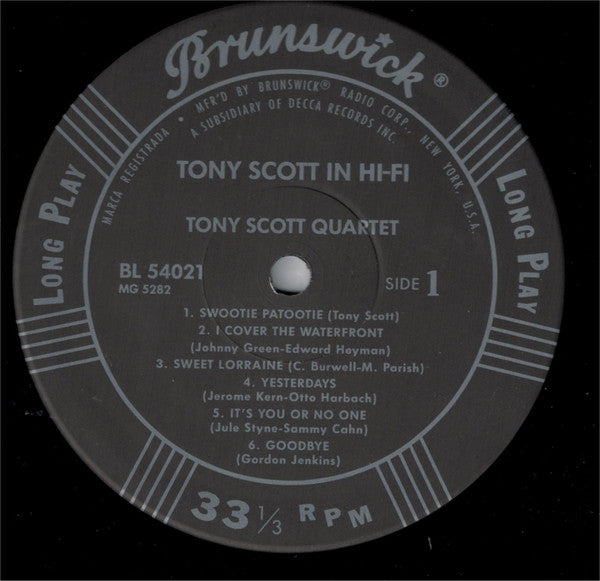 Brunswick®
MARCA REGISTRADA • MFR'D BY BRUNSWICK® RADIO CORP., NEW YORK, U.S.A.
A SUBSIDIARY OF DECCA RECORDS INC.
LONG PLAY
LONG PLAY
TONY SCOTT IN HI-FI
TONY SCOTT QUARTET
BL 54021
MG 5282
SIDE 1
1. SWOOTIE PATOOTIE (Tony Scott)
2. I COVER THE WATERFRONT
(Johnny Green-Edward Heyman)
3. SWEET LORRAINE (C. Burwell-M. Parish)
4. YESTERDAYS
(Jerome Kern-Otto Harbach)
5. IT'S YOU OR NO ONE
(Jule Styne-Sammy Cahn)
6. GOODBYE
(Gordon Jenkins)
33 1/3 RPM